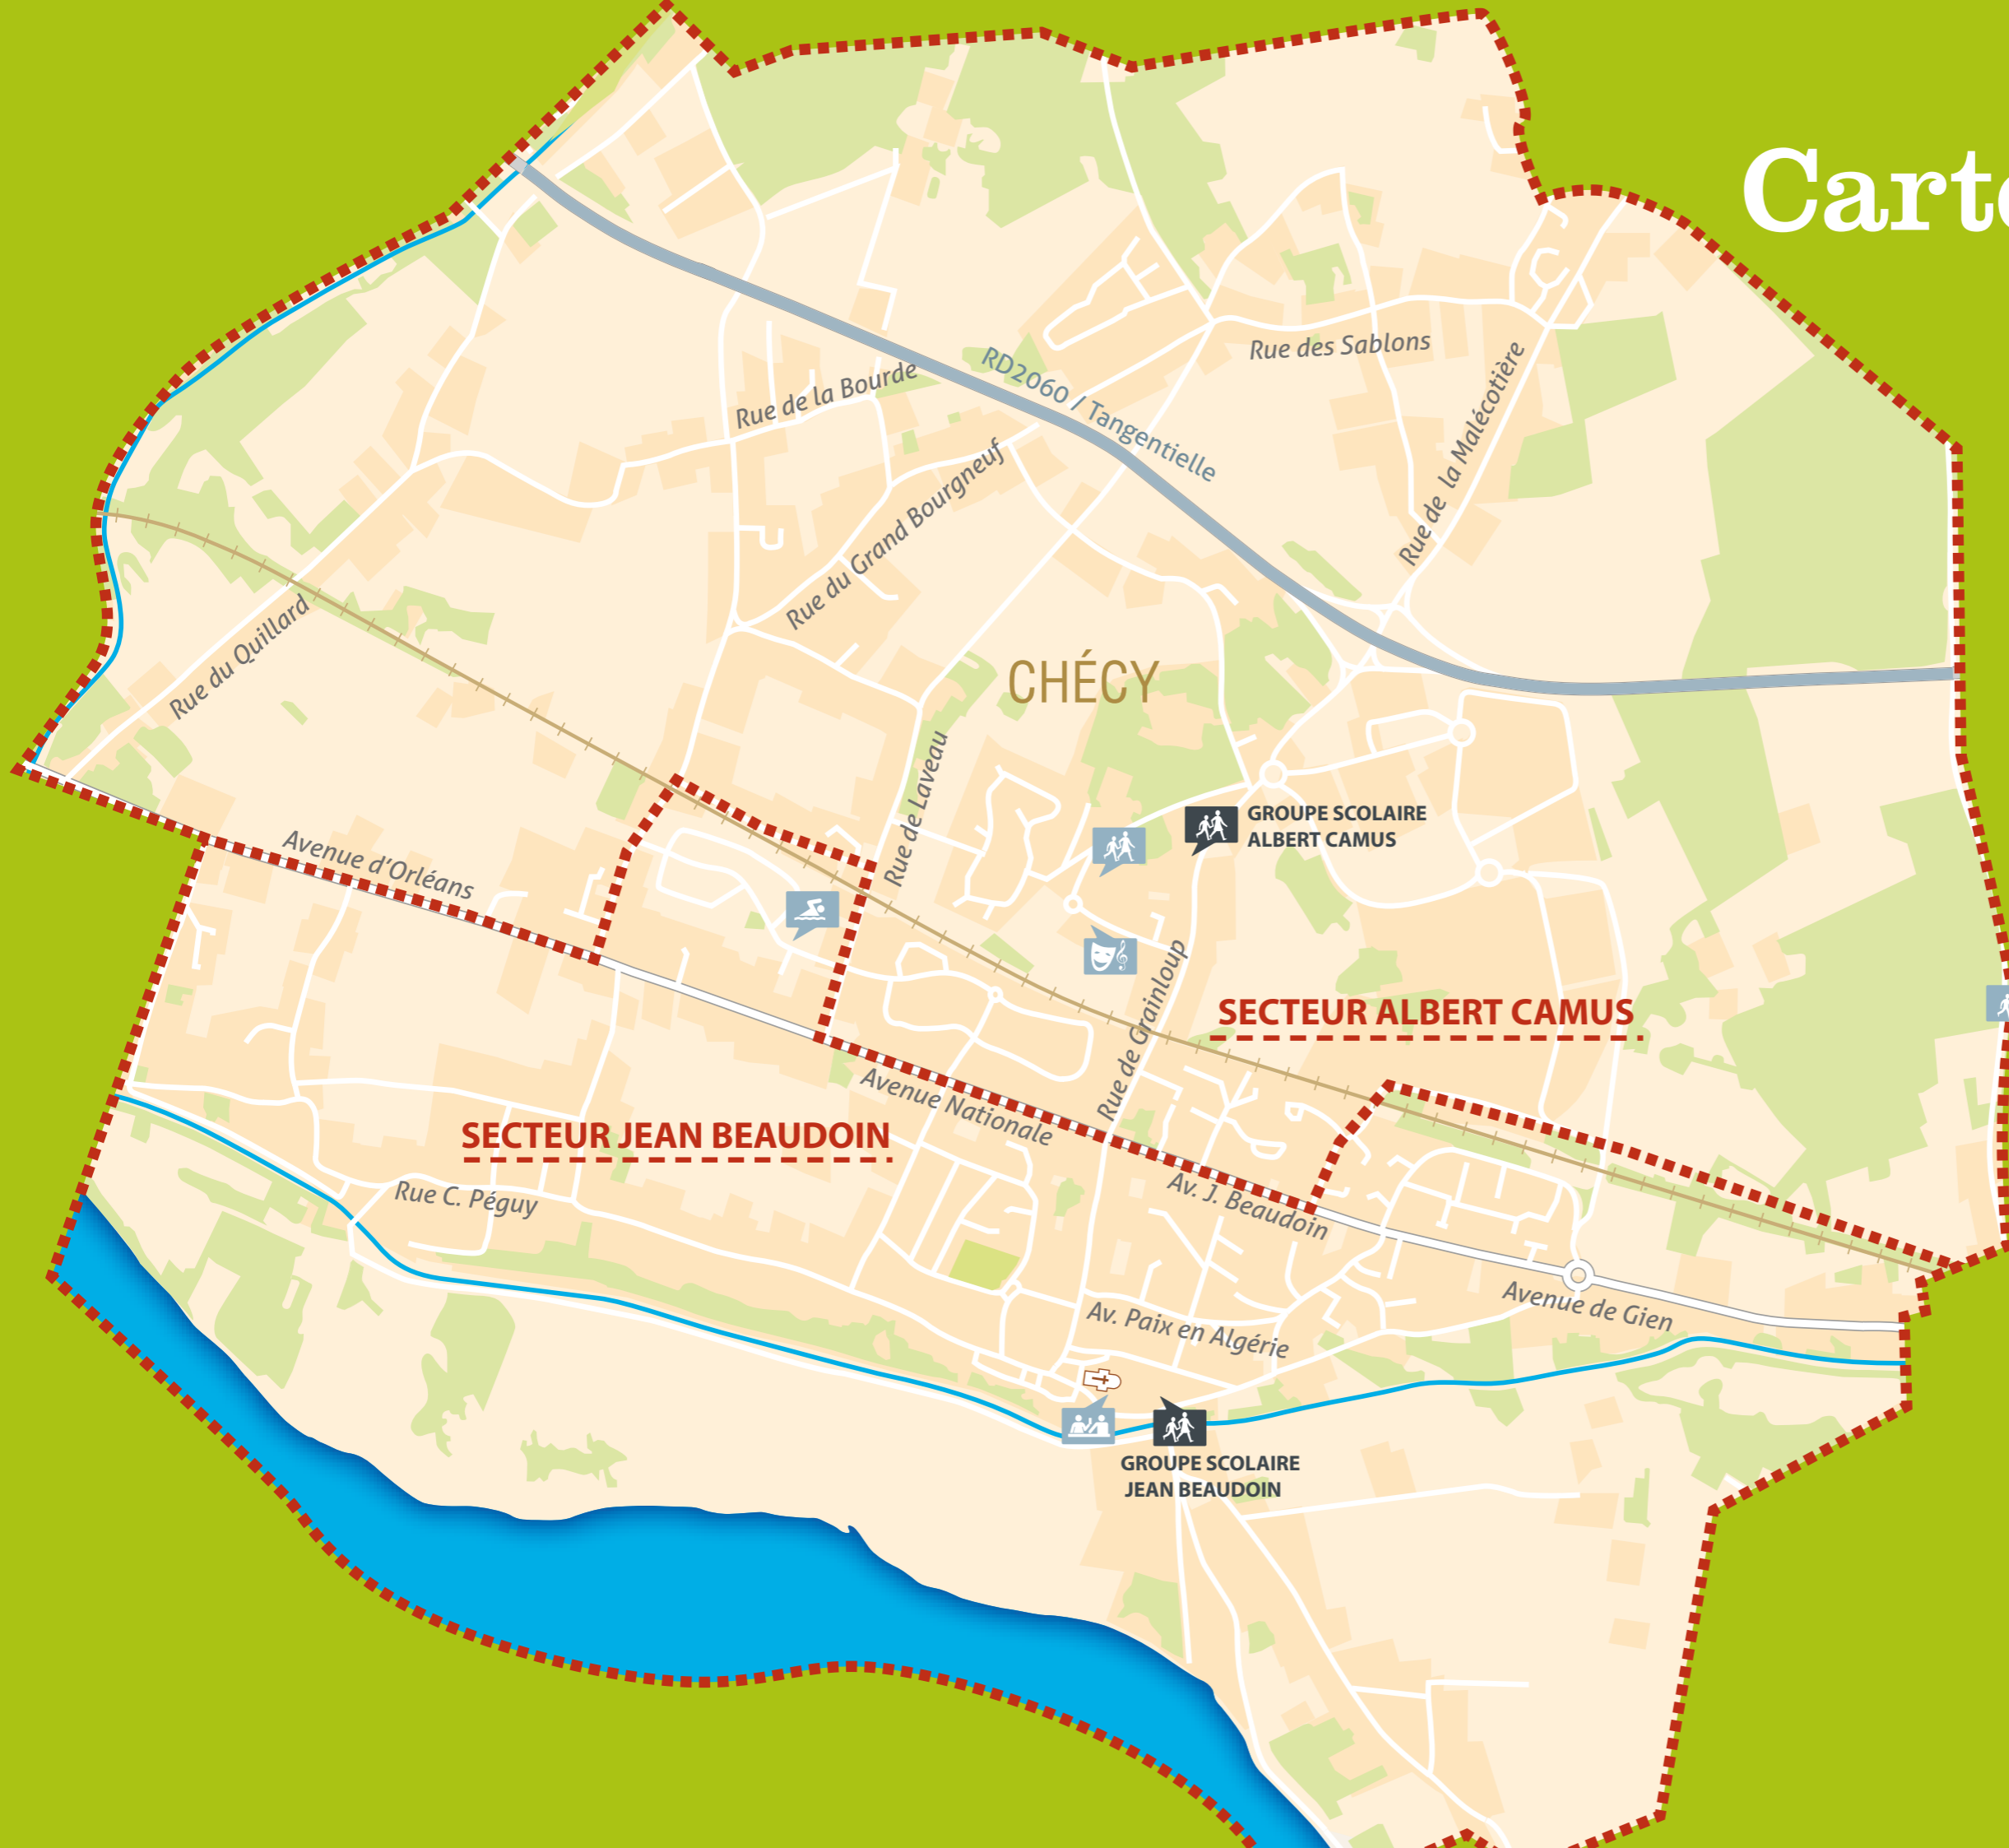 Rue des Sablons
RD2060 / Tangentielle
Rue de la Bourde
Rue de la Malécotière
Rue du Grand Bourgneuf
Rue du Quillard
CHÉCY
Rue de Laveau
GROUPE SCOLAIRE
ALBERT CAMUS
Avenue d'Orléans
SECTEUR ALBERT CAMUS
Rue de Grainloup
Avenue Nationale
SECTEUR JEAN BEAUDOIN
Rue C. Péguy
Av. J. Beaudoin
Avenue de Gien
Av. Paix en Algérie
GROUPE SCOLAIRE
JEAN BEAUDOIN